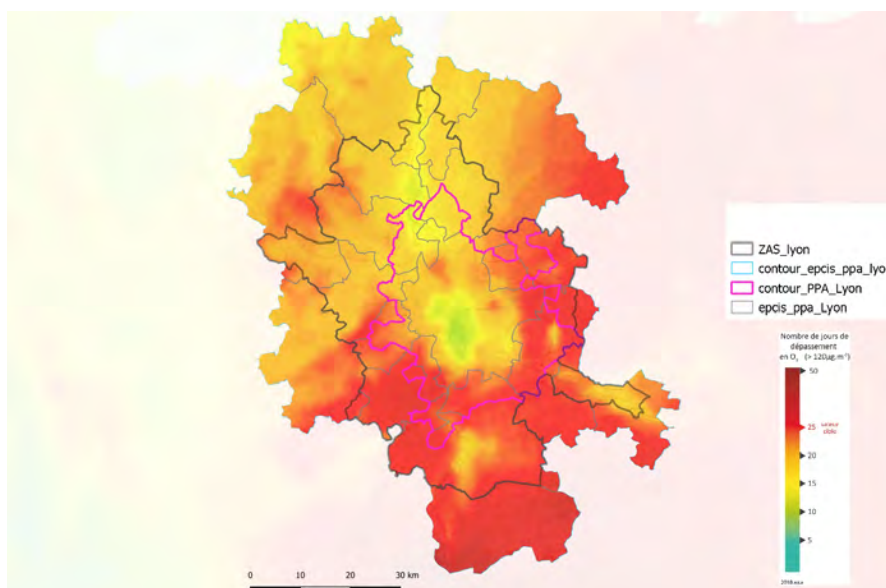 ZAS_lyon
contour_epcis_ppa_lyo
contour_PPA_Lyon
epcis_ppa_Lyon
Nombre de jours de
dépassement
en O₃ (> 120µg.m⁻³)
50
25
20
15
10
5
0 10 20 30 km